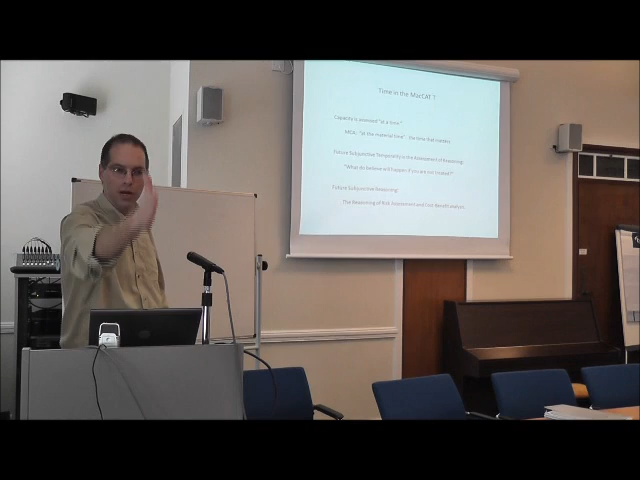 Time in the MacCAT ?
Capacity is assessed "at a time"
MCA: "at the material time" - the time that matters
Future Subjunctive Temporality in the Assessment of Reasoning:
"What do believe will happen if you are not treated?"
Future Subjunctive Reasoning
The Reasoning of Risk Assessment and Cost-Benefit analysis...